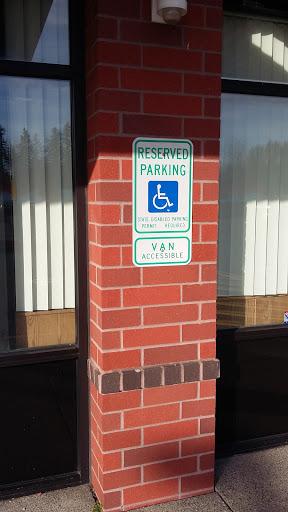 RESERVED
PARKING
STATE DISABLED PARKING
PERMIT REQUIRED
VAN
ACCESSIBLE